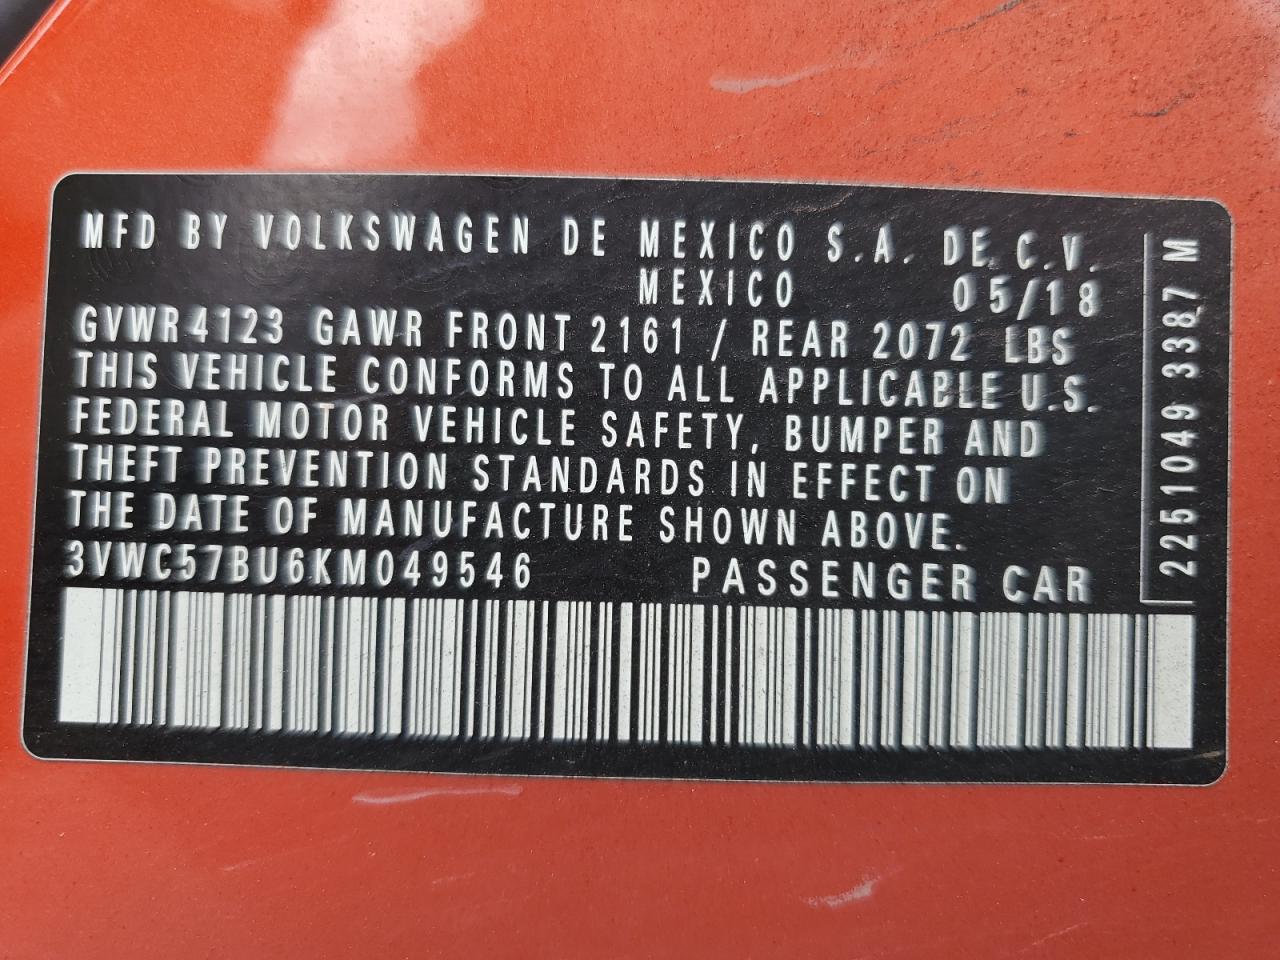 MFD BY VOLKSWAGEN DE MEXICO S.A. DE C.V.
MEXICO 05/18
GVWR 4123 GAWR FRONT 2161 / REAR 2072 LBS
THIS VEHICLE CONFORMS TO ALL APPLICABLE U.S.
FEDERAL MOTOR VEHICLE SAFETY, BUMPER AND
THEFT PREVENTION STANDARDS IN EFFECT ON
THE DATE OF MANUFACTURE SHOWN ABOVE.
3VWC57BU6KM049546 PASSENGER CAR
2251049 3387 M